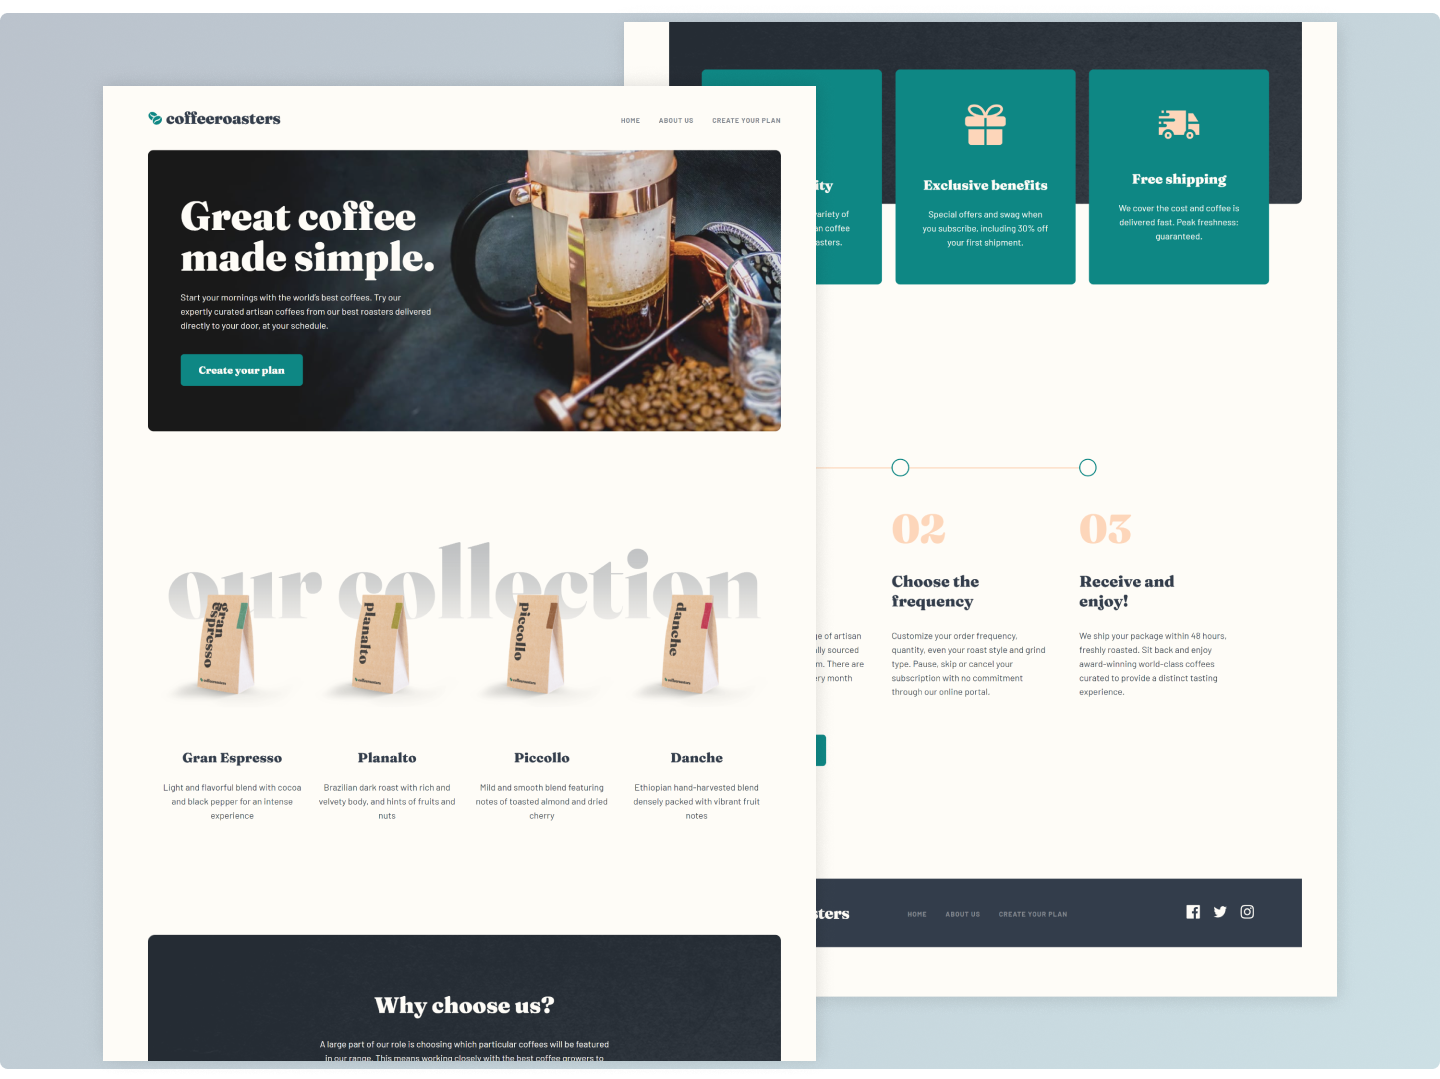 coffeeroasters
HOME ABOUT US CREATE YOUR PLAN
Great coffee
made simple.
Start your mornings with the world's best coffees. Try our
expertly curated artisan coffees from our best roasters delivered
directly to your door, at your schedule.
Create your plan
our collection
gran
espresso
coffeeroasters
planalto
coffeeroasters
piccollo
coffeeroasters
danche
coffeeroasters
Gran Espresso
Light and flavorful blend with cocoa
and black pepper for an intense
experience
Planalto
Brazilian dark roast with rich and
velvety body, and hints of fruits and
nuts
Piccollo
Mild and smooth blend featuring
notes of toasted almond and dried
cherry
Danche
Ethiopian hand-harvested blend
densely packed with vibrant fruit
notes
Why choose us?
A large part of our role is choosing which particular coffees will be featured
in our range. This means working closely with the best coffee growers to
ity
variety of
an coffee
asters.
Exclusive benefits
Special offers and swag when
you subscribe, including 30% off
your first shipment.
Free shipping
We cover the cost and coffee is
delivered fast. Peak freshness:
guaranteed.
ge of artisan
lly sourced
m. There are
ery month
02
Choose the
frequency
Customize your order frequency,
quantity, even your roast style and grind
type. Pause, skip or cancel your
subscription with no commitment
through our online portal.
03
Receive and
enjoy!
We ship your package within 48 hours,
freshly roasted. Sit back and enjoy
award-winning world-class coffees
curated to provide a distinct tasting
experience.
sters
HOME ABOUT US CREATE YOUR PLAN